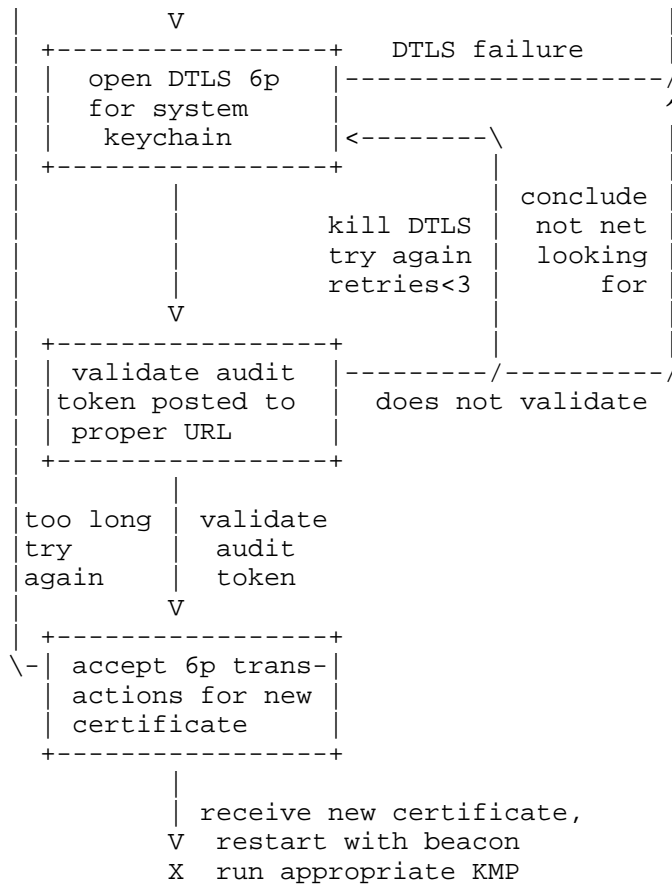 V
DTLS failure
open DTLS 6p
for system
keychain
conclude
kill DTLS not net
try again looking
retries<3 for
V
validate audit
token posted to does not validate
proper URL
too long validate
try audit
again token
V
accept 6p trans-
actions for new
certificate
receive new certificate,
V restart with beacon
X run appropriate KMP